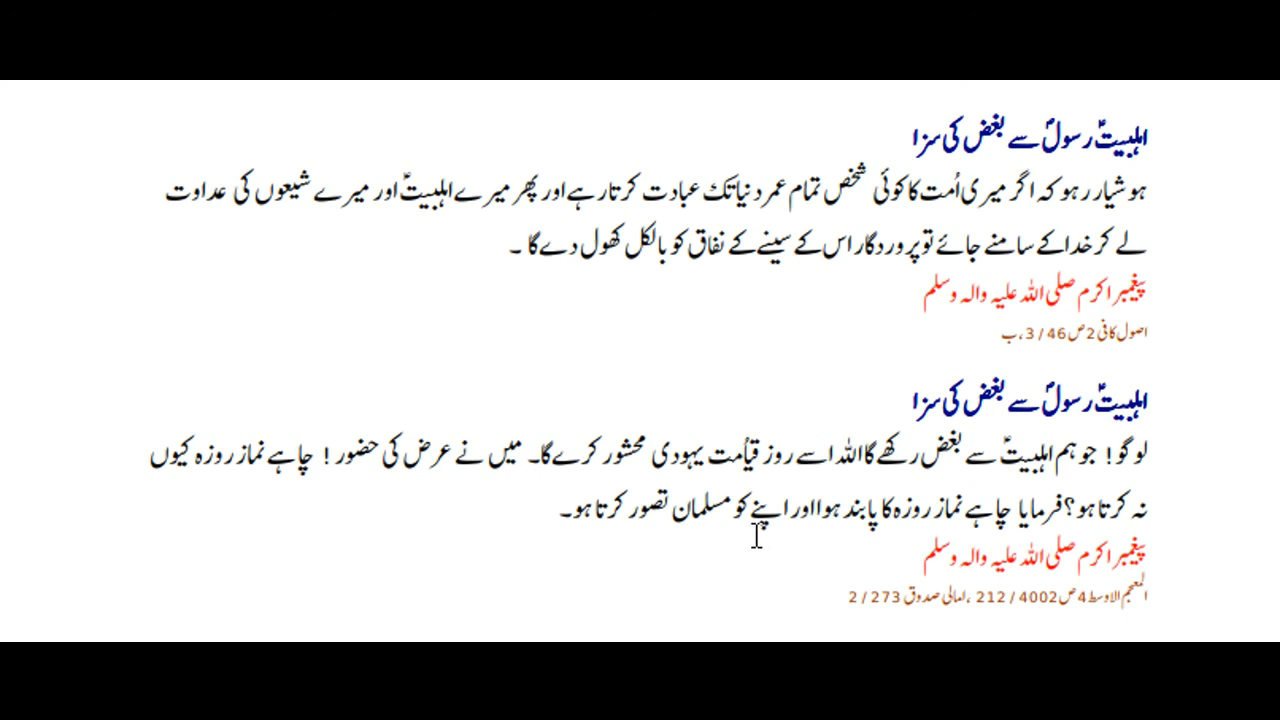 اہلبیتؑ رسولؐ سے بغض کی سزا
ہوشیار رہو کہ اگر میری اُمت کا کوئی شخص تمام عمر دنیا تک عبادت کرتا رہے اور پھر میرے اہلبیتؑ اور میرے شیعوں کی عداوت
لے کر خدا کے سامنے جائے تو پروردگار اس کے سینے کے نفاق کو بالکل کھول دے گا ۔
پیغمبر اکرم صلی اللہ علیہ والہ وسلم
اصول کافی 2 ص 46 / 3 ،ب
اہلبیتؑ رسولؐ سے بغض کی سزا
لوگو! جو ہم اہلبیتؑ سے بغض رکھے گا اللہ اسے روز قیاُمت یہودی محشور کرے گا۔ میں نے عرض کی حضور! چاہے نماز روزہ کیوں
نہ کرتا ہو؟ فرمایا چاہے نماز روزہ کا پابند ہو ااور اپنے کو مسلمان تصور کرتا ہو۔
پیغمبر اکرم صلی اللہ علیہ والہ وسلم
المعجم الاوسط 4 ص 212 / 4002 ،امالی صدوق 273 / 2